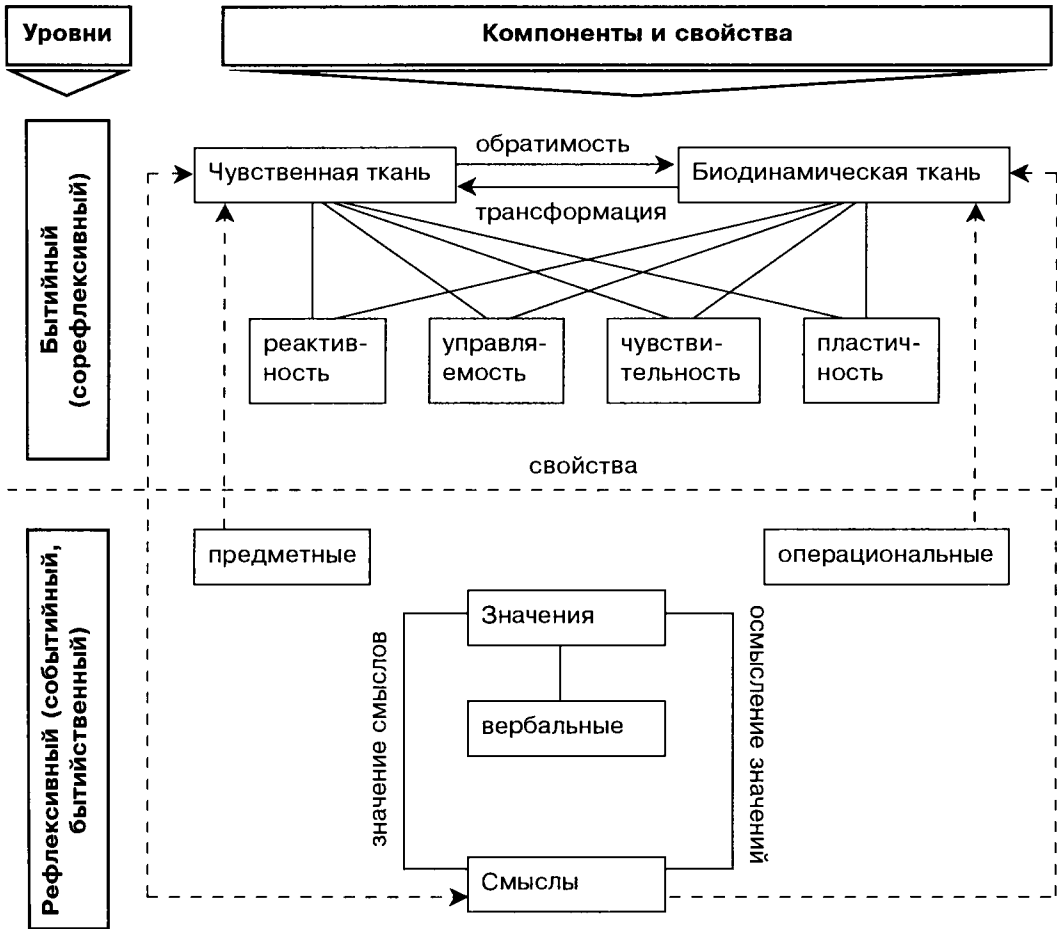 Уровни
Компоненты и свойства
Бытийный
(сорефлексивный)
обратимость
Чувственная ткань
Биодинамическая ткань
трансформация
реактив-
ность
управля-
емость
чувстви-
тельность
пластич-
ность
свойства
Рефлексивный (событийный,
бытийственный)
предметные
операциональные
Значения
значение смыслов
осмысление значений
вербальные
Смыслы